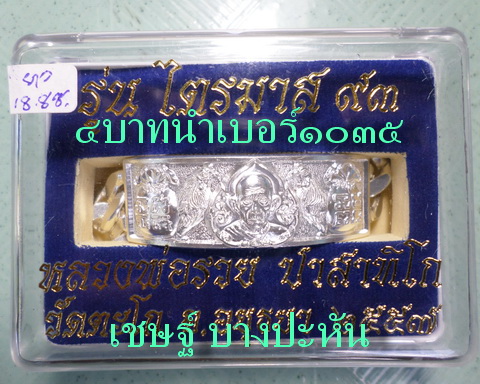 รุ่น ไตรมาส ๙๓
๕บาทนำเบอร์๑๐๓๕
หลวงพ่อรวย ปาสาทิโก
วัดตะโก จ.อยุธยา ๒๕๕๗
เชษฐ์ บางปะหัน
18.88.